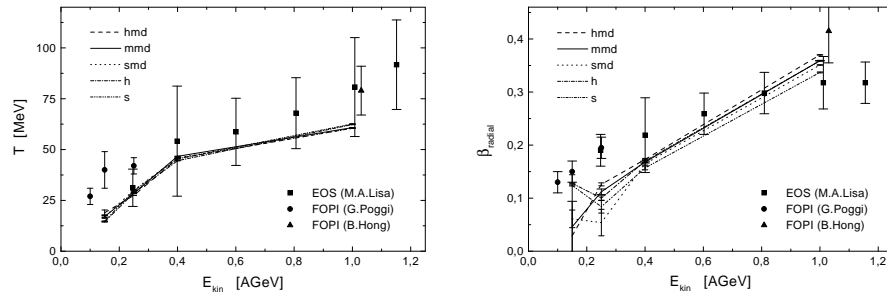 100
75
50
25
0
T [MeV]
hmd
mmd
smd
h
s
EOS (M.A.Lisa)
FOPI (G.Poggi)
FOPI (B.Hong)
0,0 0,2 0,4 0,6 0,8 1,0 1,2
E_kin [AGeV]
0,4
0,3
0,2
0,1
0,0
β_radial
hmd
mmd
smd
h
s
EOS (M.A.Lisa)
FOPI (G.Poggi)
FOPI (B.Hong)
0,0 0,2 0,4 0,6 0,8 1,0 1,2
E_kin [AGeV]